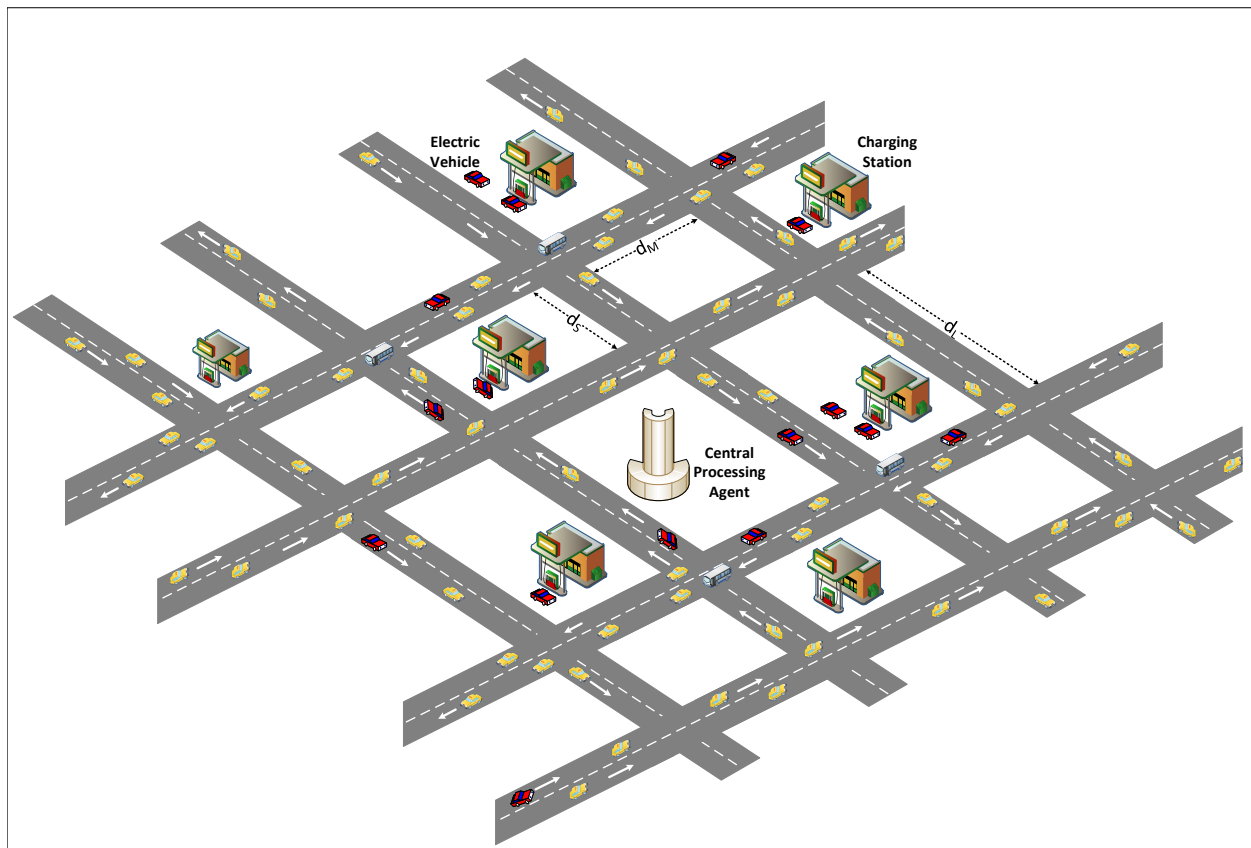 Electric
Vehicle
Charging
Station
d_M
d_S
d_L
Central
Processing
Agent